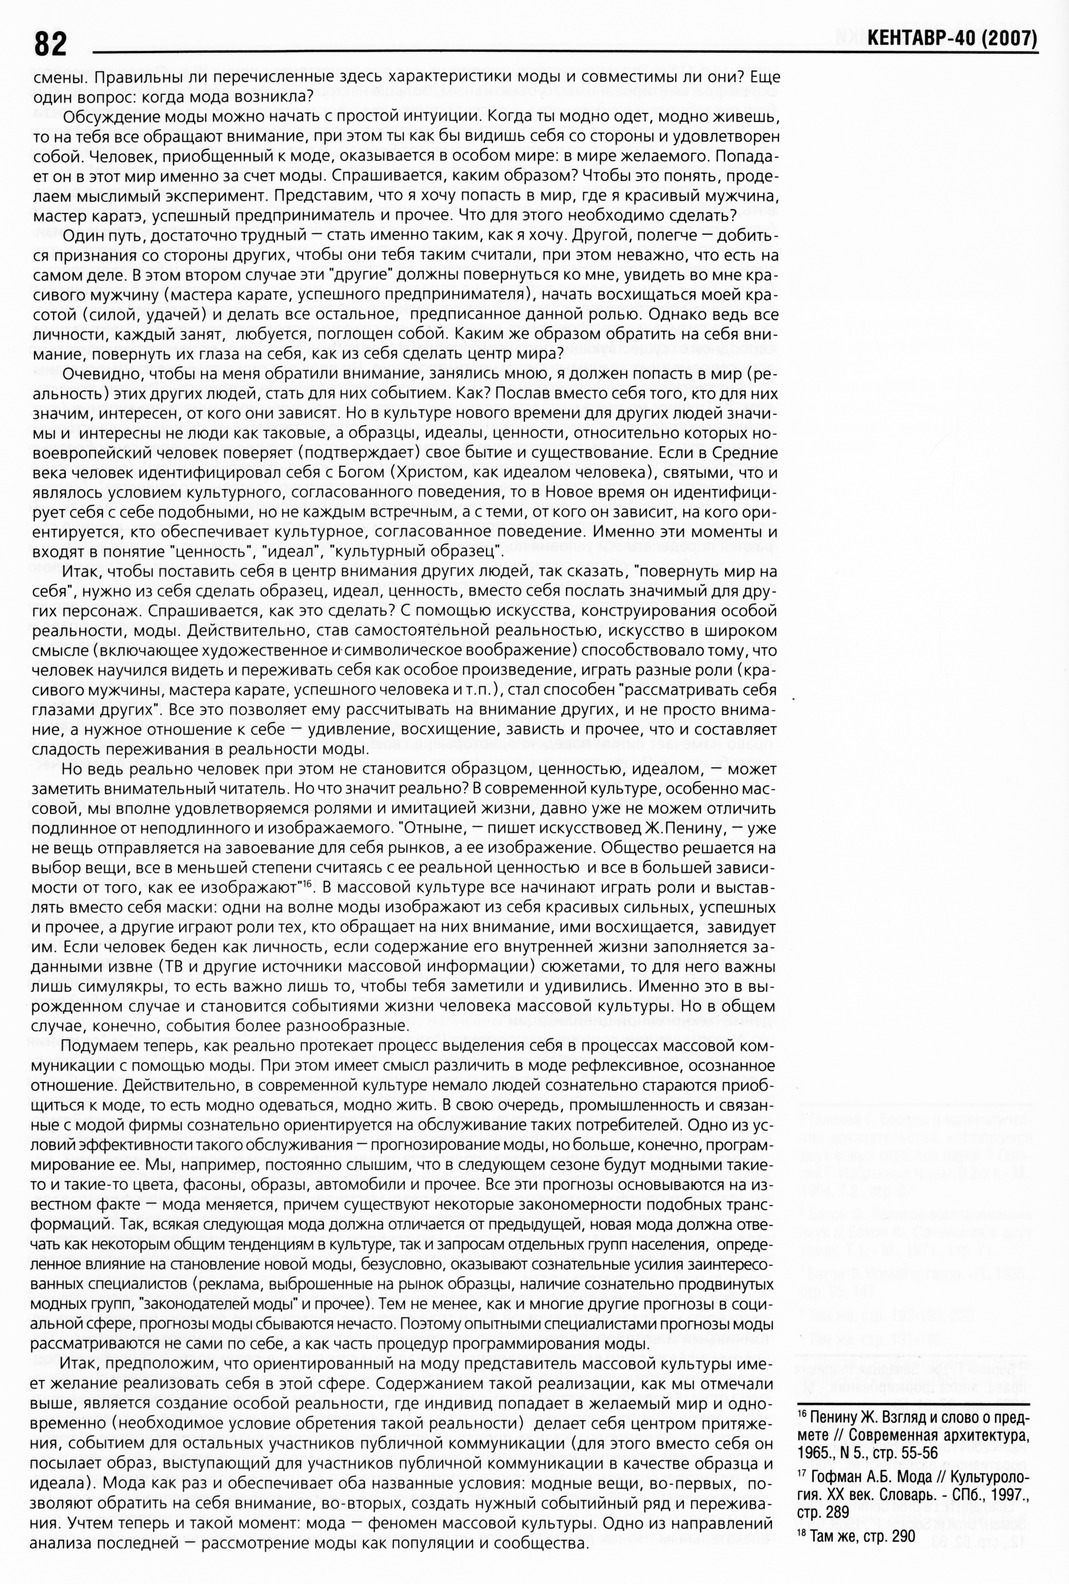 82
КЕНТАВР-40 (2007)
смены. Правильны ли перечисленные здесь характеристики моды и совместимы ли они? Еще
один вопрос: когда мода возникла?
Обсуждение моды можно начать с простой интуиции. Когда ты модно одет, модно живешь,
то на тебя все обращают внимание, при этом ты как бы видишь себя со стороны и удовлетворен
собой. Человек, приобщенный к моде, оказывается в особом мире: в мире желаемого. Попада-
ет он в этот мир именно за счет моды. Спрашивается, каким образом? Чтобы это понять, проде-
лаем мыслимый эксперимент. Представим, что я хочу попасть в мир, где я красивый мужчина,
мастер каратэ, успешный предприниматель и прочее. Что для этого необходимо сделать?
Один путь, достаточно трудный — стать именно таким, как я хочу. Другой, полегче — добить-
ся признания со стороны других, чтобы они тебя таким считали, при этом неважно, что есть на
самом деле. В этом втором случае эти "другие" должны повернуться ко мне, увидеть во мне кра-
сивого мужчину (мастера карате, успешного предпринимателя), начать восхищаться моей кра-
сотой (силой, удачей) и делать все остальное, предписанное данной ролью. Однако ведь все
личности, каждый занят, любуется, поглощен собой. Каким же образом обратить на себя вни-
мание, повернуть их глаза на себя, как из себя сделать центр мира?
Очевидно, чтобы на меня обратили внимание, занялись мною, я должен попасть в мир (ре-
альность) этих других людей, стать для них событием. Как? Послав вместо себя того, кто для них
значим, интересен, от кого они зависят. Но в культуре нового времени для других людей значи-
мы и интересны не люди как таковые, а образцы, идеалы, ценности, относительно которых но-
воевропейский человек поверяет (подтверждает) свое бытие и существование. Если в Средние
века человек идентифицировал себя с Богом (Христом, как идеалом человека), святыми, что и
являлось условием культурного, согласованного поведения, то в Новое время он идентифици-
рует себя с себе подобными, но не каждым встречным, а с теми, от кого он зависит, на кого ори-
ентируется, кто обеспечивает культурное, согласованное поведение. Именно эти моменты и
входят в понятие "ценность", "идеал", "культурный образец".
Итак, чтобы поставить себя в центр внимания других людей, так сказать, "повернуть мир на
себя", нужно из себя сделать образец, идеал, ценность, вместо себя послать значимый для дру-
гих персонаж. Спрашивается, как это сделать? С помощью искусства, конструирования особой
реальности, моды. Действительно, став самостоятельной реальностью, искусство в широком
смысле (включающее художественное и символическое воображение) способствовало тому, что
человек научился видеть и переживать себя как особое произведение, играть разные роли (кра-
сивого мужчины, мастера карате, успешного человека и т.п.), стал способен "рассматривать себя
глазами других". Все это позволяет ему рассчитывать на внимание других, и не просто внима-
ние, а нужное отношение к себе — удивление, восхищение, зависть и прочее, что и составляет
сладость переживания в реальности моды.
Но ведь реально человек при этом не становится образцом, ценностью, идеалом, — может
заметить внимательный читатель. Но что значит реально? В современной культуре, особенно мас-
совой, мы вполне удовлетворяемся ролями и имитацией жизни, давно уже не можем отличить
подлинное от неподлинного и изображаемого. "Отныне, — пишет искусствовед Ж.Пенину, — уже
не вещь отправляется на завоевание для себя рынков, а ее изображение. Общество решается на
выбор вещи, все в меньшей степени считаясь с ее реальной ценностью и все в большей зависи-
мости от того, как ее изображают"16. В массовой культуре все начинают играть роли и выстав-
лять вместо себя маски: одни на волне моды изображают из себя красивых сильных, успешных
и прочее, а другие играют роли тех, кто обращает на них внимание, ими восхищается, завидует
им. Если человек беден как личность, если содержание его внутренней жизни заполняется за-
данными извне (ТВ и другие источники массовой информации) сюжетами, то для него важны
лишь симулякры, то есть важно лишь то, чтобы тебя заметили и удивились. Именно это в вы-
рожденном случае и становится событиями жизни человека массовой культуры. Но в общем
случае, конечно, события более разнообразные.
Подумаем теперь, как реально протекает процесс выделения себя в процессах массовой ком-
муникации с помощью моды. При этом имеет смысл различить в моде рефлексивное, осознанное
отношение. Действительно, в современной культуре немало людей сознательно стараются приоб-
щиться к моде, то есть модно одеваться, модно жить. В свою очередь, промышленность и связан-
ные с модой фирмы сознательно ориентируется на обслуживание таких потребителей. Одно из ус-
ловий эффективности такого обслуживания — прогнозирование моды, но больше, конечно, програм-
мирование ее. Мы, например, постоянно слышим, что в следующем сезоне будут модными такие-
то и такие-то цвета, фасоны, образы, автомобили и прочее. Все эти прогнозы основываются на из-
вестном факте — мода меняется, причем существуют некоторые закономерности подобных транс-
формаций. Так, всякая следующая мода должна отличается от предыдущей, новая мода должна отве-
чать как некоторым общим тенденциям в культуре, так и запросам отдельных групп населения, опреде-
ленное влияние на становление новой моды, безусловно, оказывают сознательные усилия заинтересо-
ванных специалистов (реклама, выброшенные на рынок образцы, наличие сознательно продвинутых
модных групп, "законодателей моды" и прочее). Тем не менее, как и многие другие прогнозы в соци-
альной сфере, прогнозы моды сбываются нечасто. Поэтому опытными специалистами прогнозы моды
рассматриваются не сами по себе, а как часть процедур программирования моды.
Итак, предположим, что ориентированный на моду представитель массовой культуры име-
ет желание реализовать себя в этой сфере. Содержанием такой реализации, как мы отмечали
выше, является создание особой реальности, где индивид попадает в желаемый мир и одно-
временно (необходимое условие обретения такой реальности) делает себя центром притяже-
ния, событием для остальных участников публичной коммуникации (для этого вместо себя он
посылает образ, выступающий для участников публичной коммуникации в качестве образца и
идеала). Мода как раз и обеспечивает оба названные условия: модные вещи, во-первых, по-
зволяют обратить на себя внимание, во-вторых, создать нужный событийный ряд и пережива-
ния. Учтем теперь и такой момент: мода — феномен массовой культуры. Одно из направлений
анализа последней — рассмотрение моды как популяции и сообщества.
16 Пенину Ж. Взгляд и слово о пред-
мете // Современная архитектура,
1965., N 5., стр. 55-56
17 Гофман А.Б. Мода // Культуроло-
гия. XX век. Словарь. - СПб., 1997.,
стр. 289
18 Там же, стр. 290